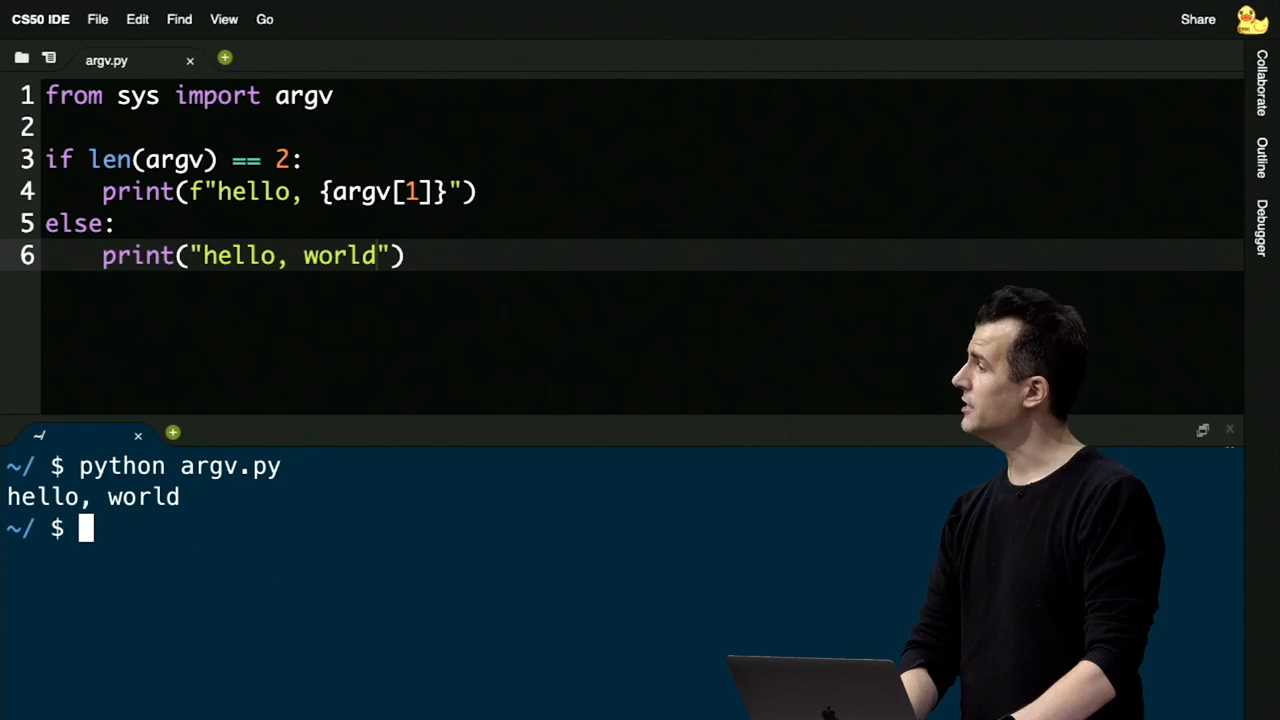 CS50 IDE File Edit Find View Go Share
argv.py
Collaborate
Outline
Debugger
1 from sys import argv
2
3 if len(argv) == 2:
4 print(f"hello, {argv[1]}")
5 else:
6 print("hello, world")
~/
~/ $ python argv.py
hello, world
~/ $